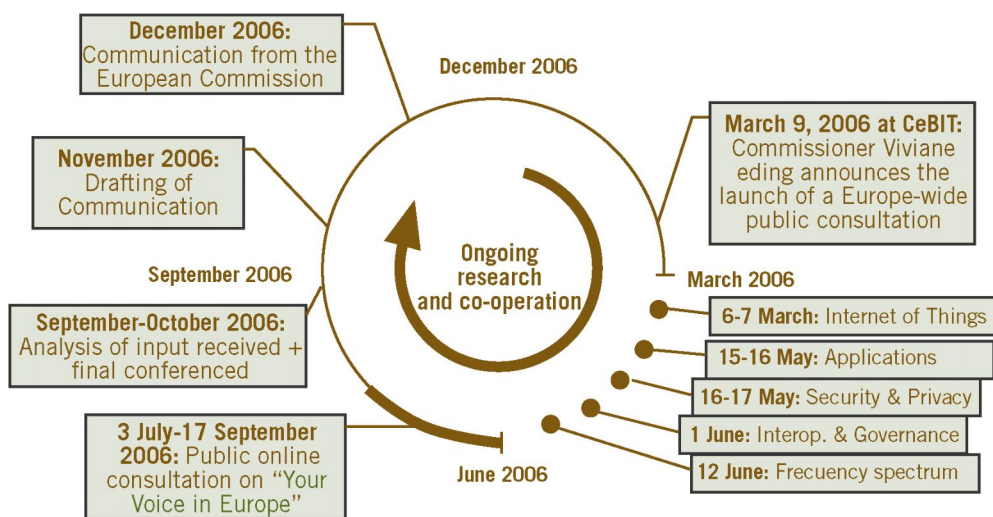 December 2006:
Communication from the
European Commission
December 2006
March 9, 2006 at CeBIT:
Commissioner Viviane
eding announces the
launch of a Europe-wide
public consultation
November 2006:
Drafting of
Communication
Ongoing
research
and co-operation
September 2006
March 2006
6-7 March: Internet of Things
September-October 2006:
Analysis of input received +
final conferenced
15-16 May: Applications
16-17 May: Security & Privacy
1 June: Interop. & Governance
12 June: Frecuency spectrum
3 July-17 September
2006: Public online
consultation on “Your
Voice in Europe”
June 2006